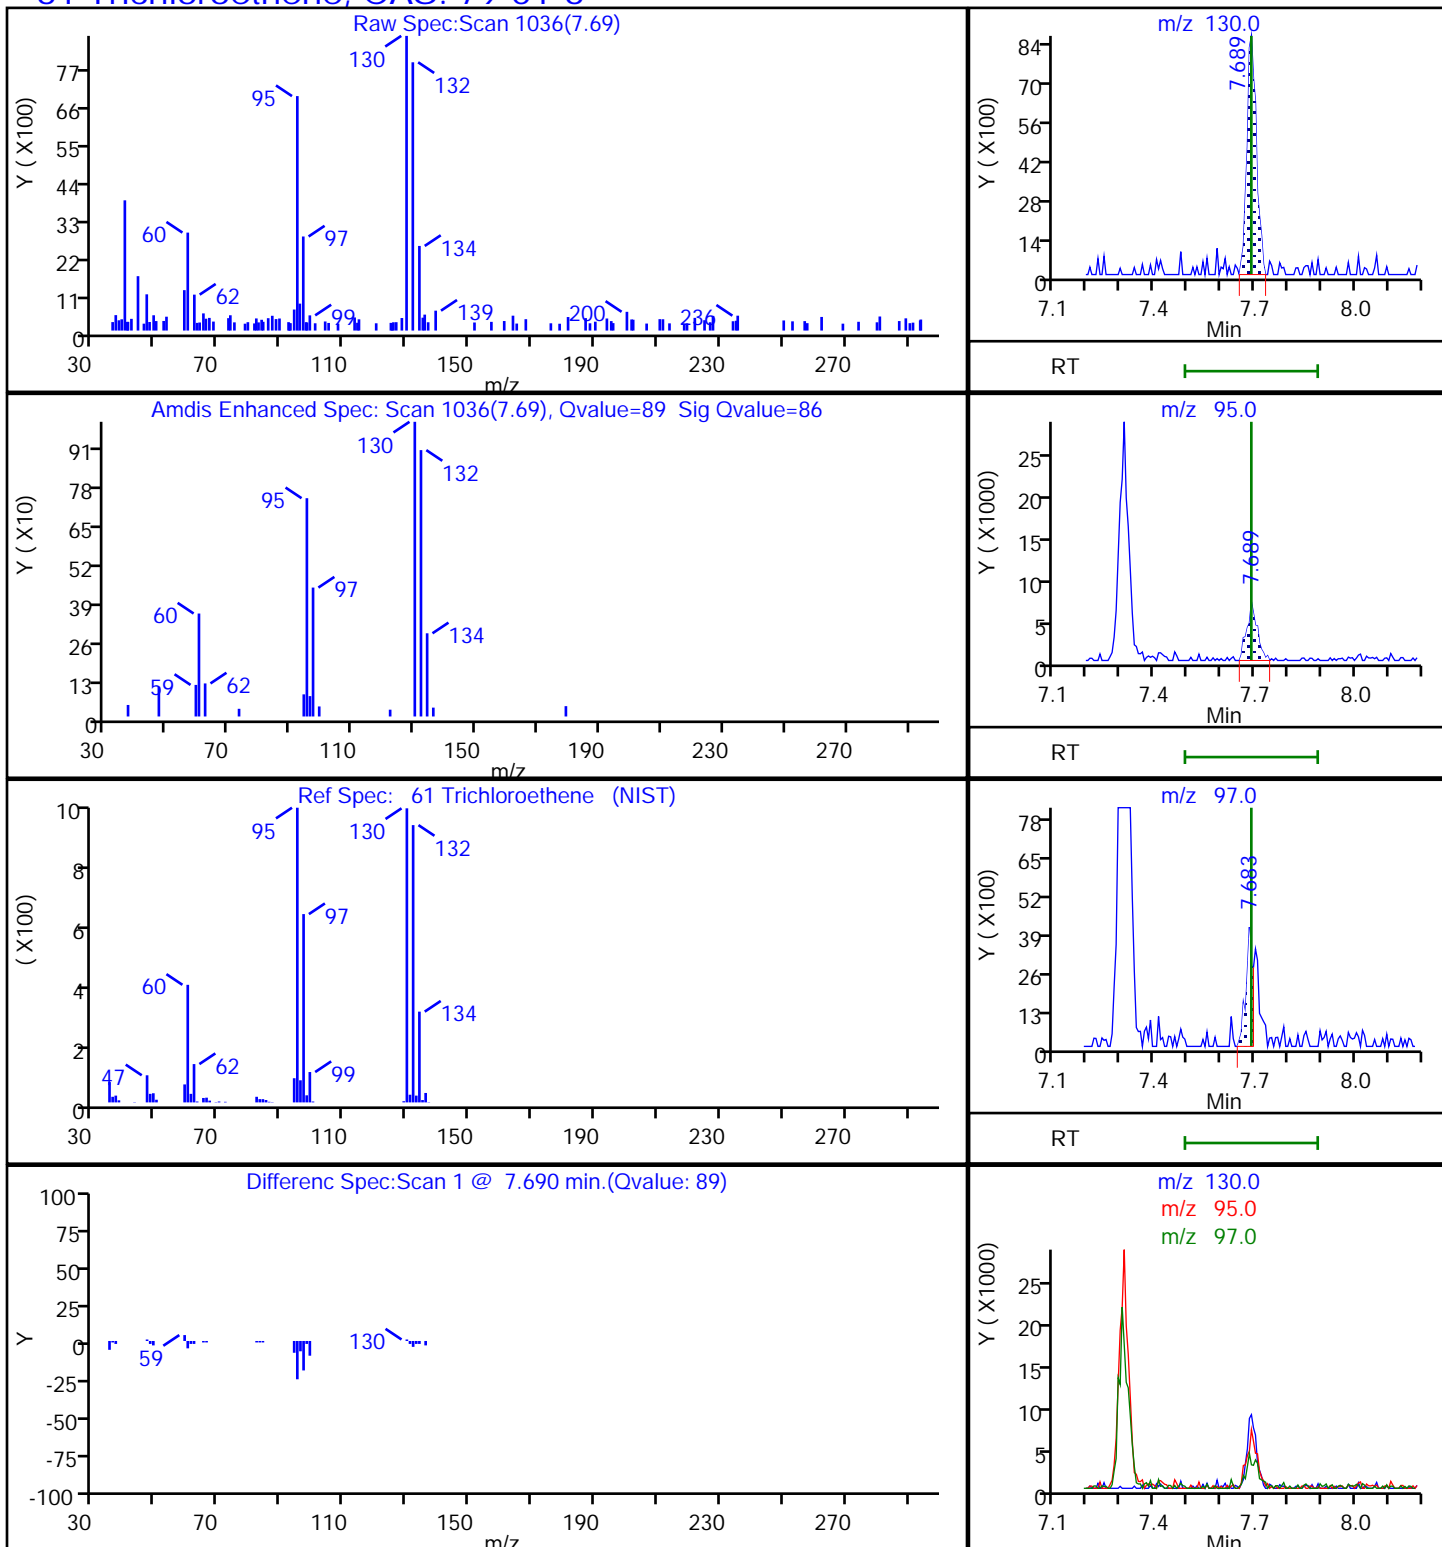 61 Trichloroethene, CAS: 79-01-6
Raw Spec:Scan 1036(7.69)
Y ( X100)
77
66
55
44
33
22
11
0
130
132
95
60
97
134
62
99
139
200
236
30 70 110 150 190 230 270
m/z
m/z 130.0
Y ( X100)
84
70
56
42
28
14
0
7.689
7.1 7.4 7.7 8.0
Min
RT
Amdis Enhanced Spec: Scan 1036(7.69), Qvalue=89 Sig Qvalue=86
Y ( X10)
91
78
65
52
39
26
13
0
130
132
95
97
60
134
59
62
30 70 110 150 190 230 270
m/z
m/z 95.0
Y ( X1000)
25
20
15
10
5
0
7.689
7.1 7.4 7.7 8.0
Min
RT
Ref Spec: 61 Trichloroethene (NIST)
( X100)
10
8
6
4
2
0
95
130
132
97
60
134
47
62
99
30 70 110 150 190 230 270
m/z 97.0
Y ( X100)
78
65
52
39
26
13
0
7.683
7.1 7.4 7.7 8.0
Min
RT
Differenc Spec:Scan 1 @ 7.690 min.(Qvalue: 89)
Y
100
75
50
25
0
-25
-50
-75
-100
59
130
30 70 110 150 190 230 270
m/z
m/z 130.0
m/z 95.0
m/z 97.0
Y ( X1000)
25
20
15
10
5
0
7.1 7.4 7.7 8.0
Min